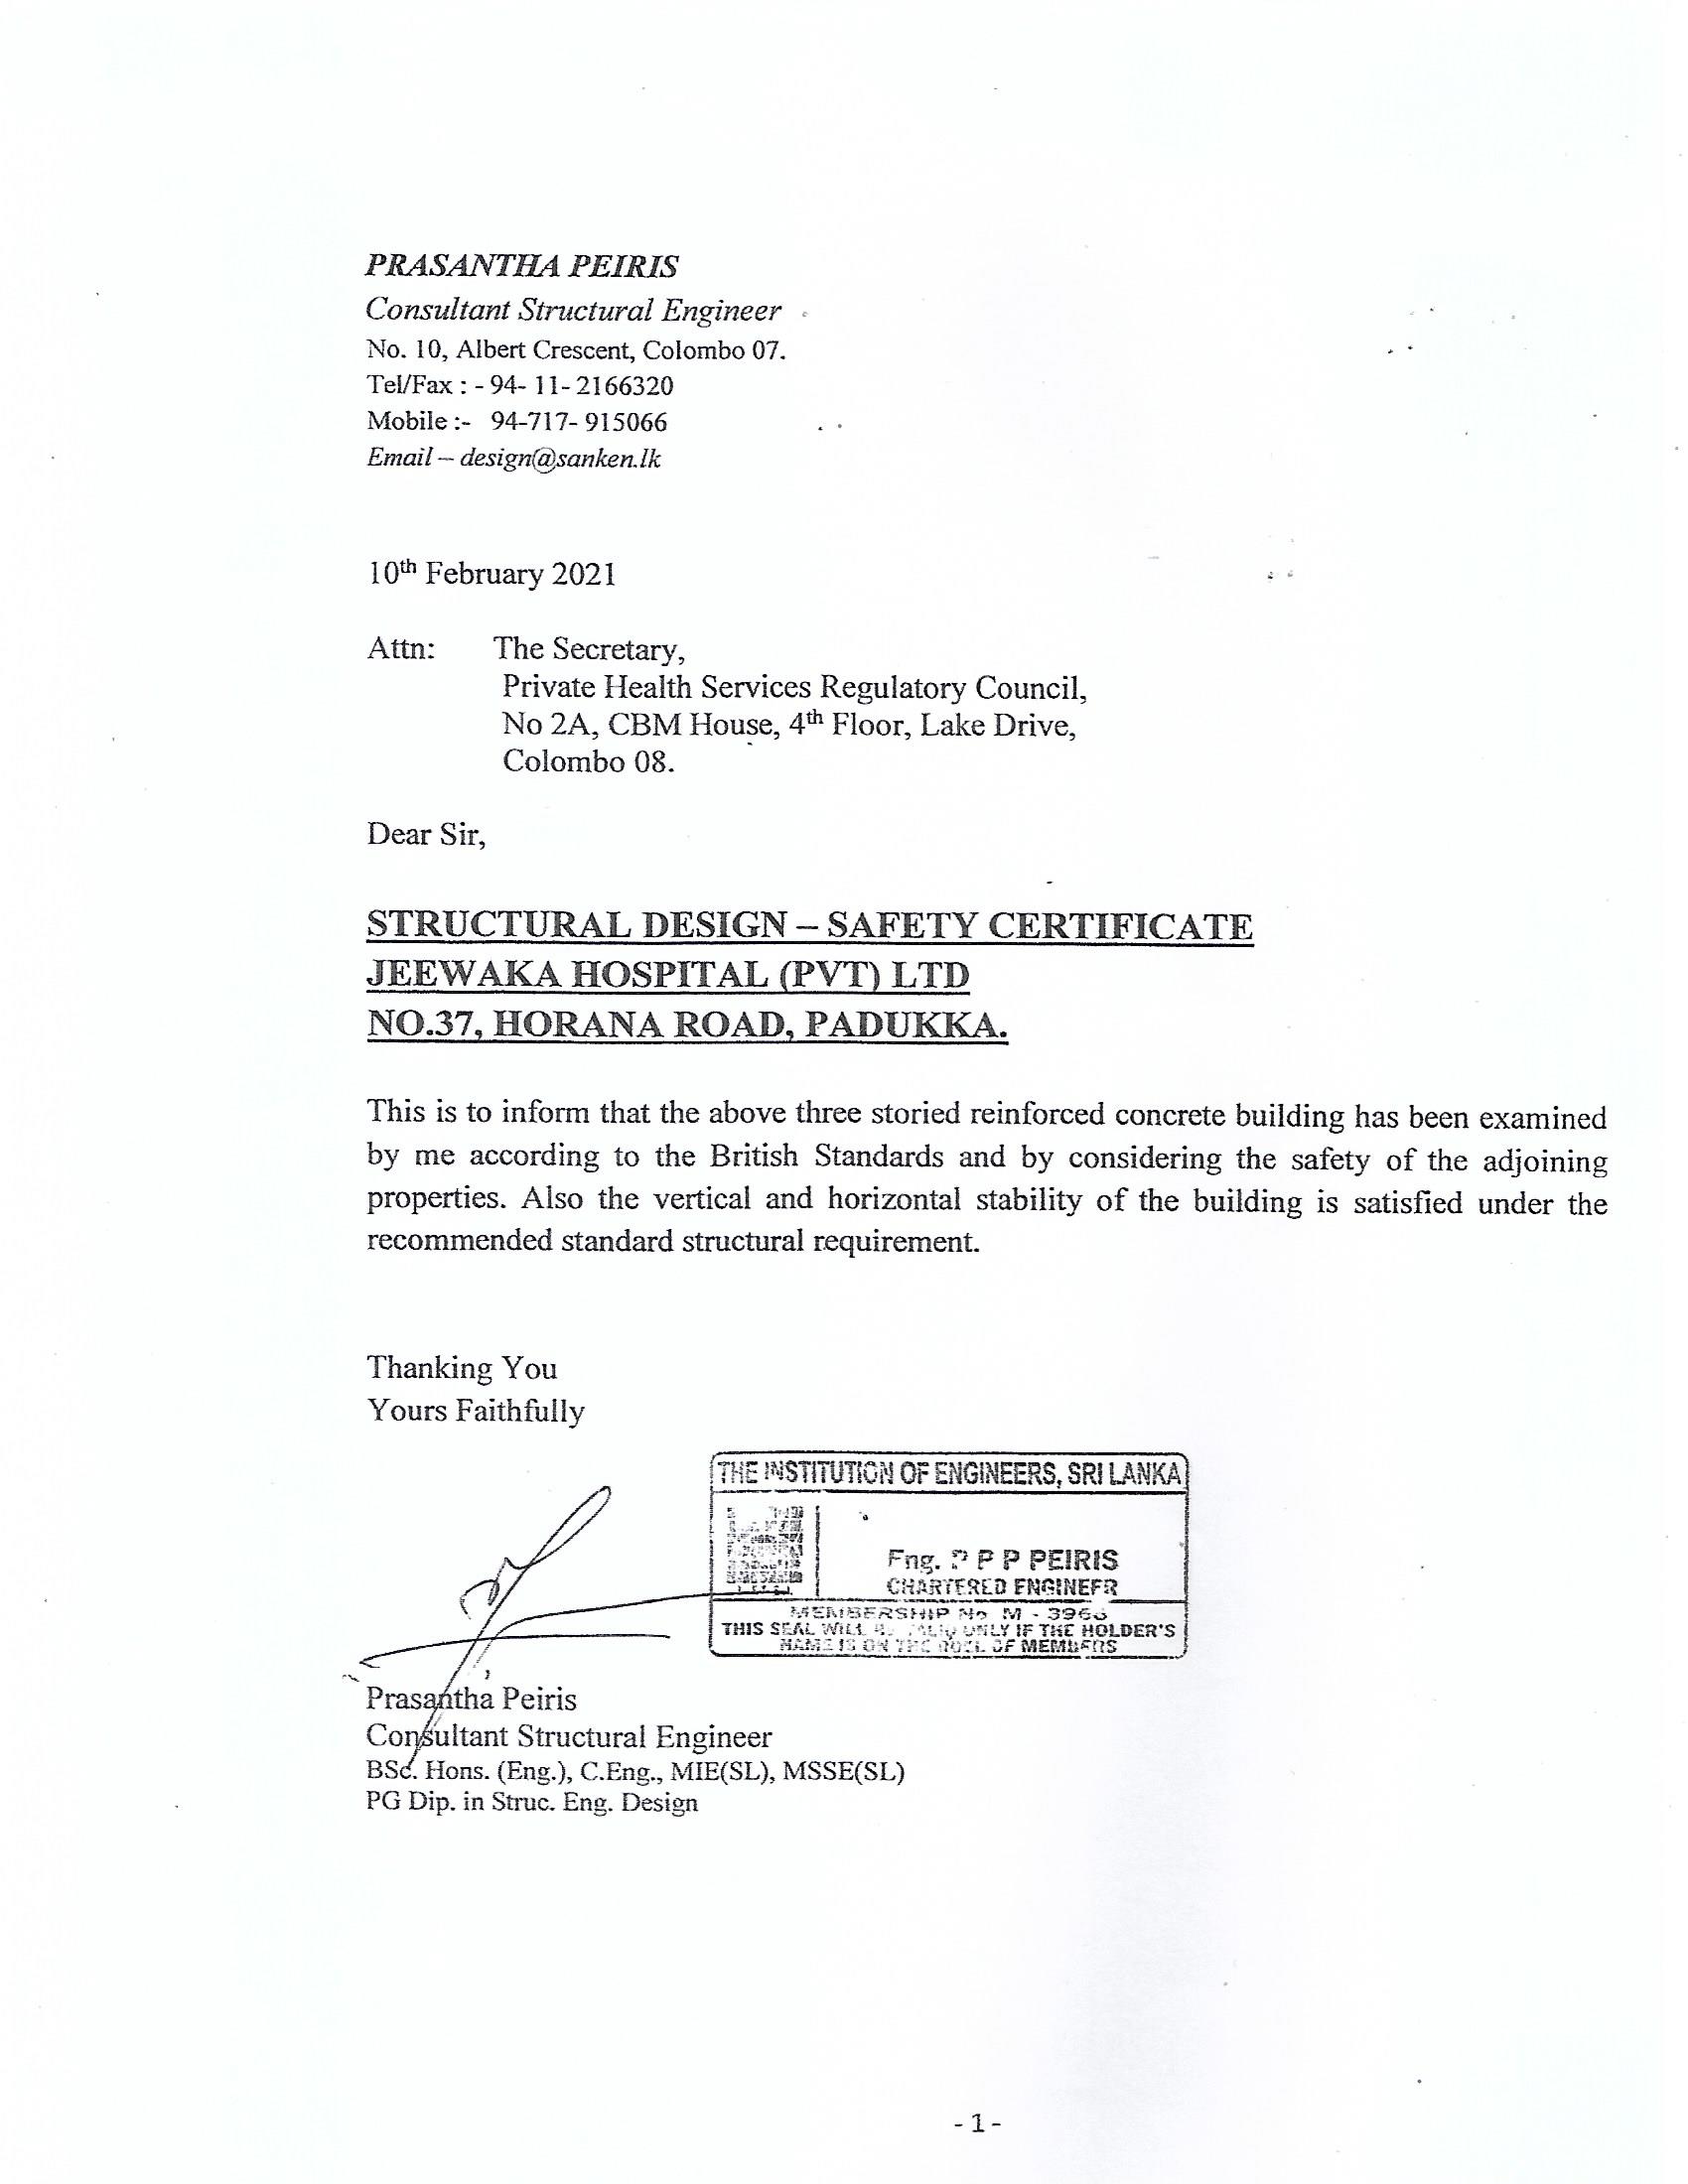 PRASANTHA PEIRIS
Consultant Structural Engineer
No. 10, Albert Crescent, Colombo 07.
Tel/Fax : - 94- 11- 2166320
Mobile :- 94-717- 915066
Email – design@sanken.lk
10th February 2021
Attn: The Secretary,
Private Health Services Regulatory Council,
No 2A, CBM House, 4th Floor, Lake Drive,
Colombo 08.
Dear Sir,
STRUCTURAL DESIGN – SAFETY CERTIFICATE
JEEWAKA HOSPITAL (PVT) LTD
NO.37, HORANA ROAD, PADUKKA.
This is to inform that the above three storied reinforced concrete building has been examined
by me according to the British Standards and by considering the safety of the adjoining
properties. Also the vertical and horizontal stability of the building is satisfied under the
recommended standard structural requirement.
Thanking You
Yours Faithfully
THE INSTITUTION OF ENGINEERS, SRI LANKA
Eng. P P P PEIRIS
CHARTERED ENGINEER
MEMBERSHIP No M -
THIS SEAL WILL BE VALID ONLY IF THE HOLDER'S
NAME IS ON THE ROLL OF MEMBERS
Prasantha Peiris
Consultant Structural Engineer
BSc. Hons. (Eng.), C.Eng., MIE(SL), MSSE(SL)
PG Dip. in Struc. Eng. Design
- 1 -